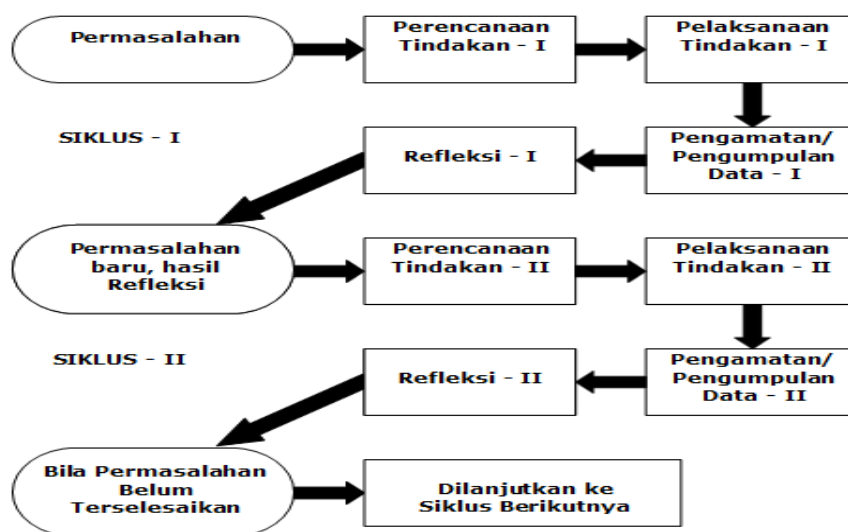 Permasalahan
Perencanaan
Tindakan - I
Pelaksanaan
Tindakan - I
SIKLUS - I
Refleksi - I
Pengamatan/
Pengumpulan
Data - I
Permasalahan
baru, hasil
Refleksi
Perencanaan
Tindakan - II
Pelaksanaan
Tindakan - II
SIKLUS - II
Refleksi - II
Pengamatan/
Pengumpulan
Data - II
Bila Permasalahan
Belum
Terselesaikan
Dilanjutkan ke
Siklus Berikutnya